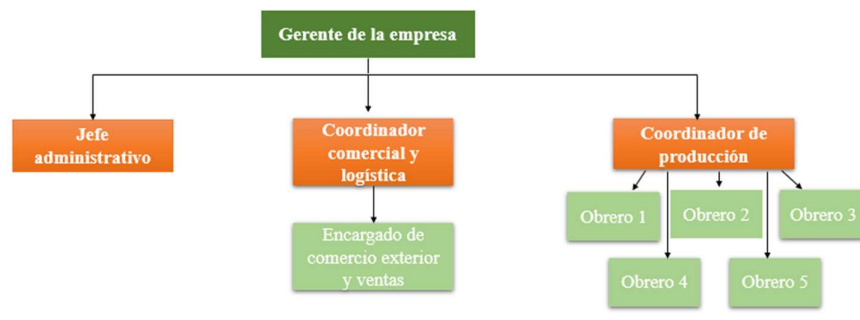 Gerente de la empresa
Jefe
administrativo
Coordinador
comercial y
logística
Coordinador de
producción
Encargado de
comercio exterior
y ventas
Obrero 1
Obrero 2
Obrero 3
Obrero 4
Obrero 5